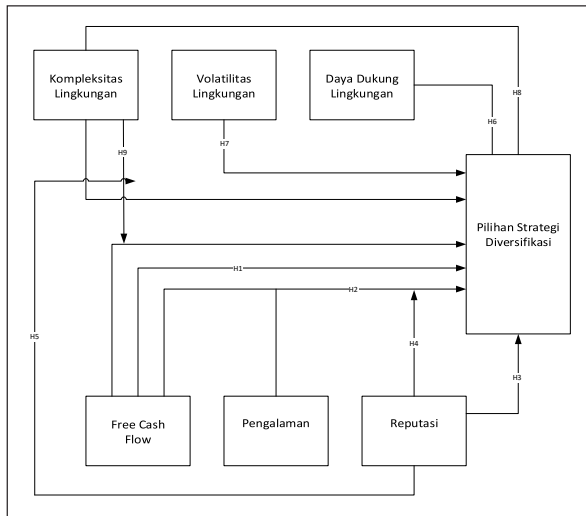 Kompleksitas
Lingkungan
Volatilitas
Lingkungan
Daya Dukung
Lingkungan
H6
H8
H7
H9
Pilihan Strategi
Diversifikasi
H1
H2
H5
H4
H3
Free Cash
Flow
Pengalaman
Reputasi